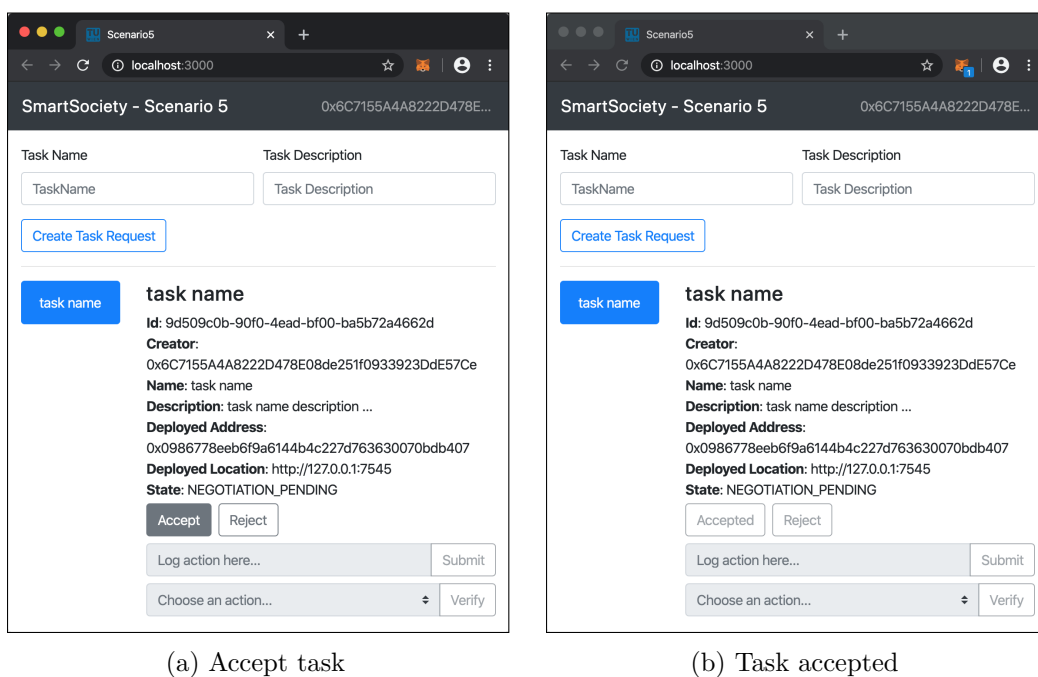 Scenario5
localhost:3000
SmartSociety - Scenario 5 0x6C7155A4A8222D478E...
Task Name Task Description
TaskName Task Description
Create Task Request
task name
task name
Id: 9d509c0b-90f0-4ead-bf00-ba5b72a4662d
Creator:
0x6C7155A4A8222D478E08de251f0933923DdE57Ce
Name: task name
Description: task name description ...
Deployed Address:
0x0986778eeb6f9a6144b4c227d763630070bdb407
Deployed Location: http://127.0.0.1:7545
State: NEGOTIATION_PENDING
Accept Reject
Log action here... Submit
Choose an action... Verify
(a) Accept task
Scenario5
localhost:3000
1
SmartSociety - Scenario 5 0x6C7155A4A8222D478E...
Task Name Task Description
TaskName Task Description
Create Task Request
task name
task name
Id: 9d509c0b-90f0-4ead-bf00-ba5b72a4662d
Creator:
0x6C7155A4A8222D478E08de251f0933923DdE57Ce
Name: task name
Description: task name description ...
Deployed Address:
0x0986778eeb6f9a6144b4c227d763630070bdb407
Deployed Location: http://127.0.0.1:7545
State: NEGOTIATION_PENDING
Accepted Reject
Log action here... Submit
Choose an action... Verify
(b) Task accepted